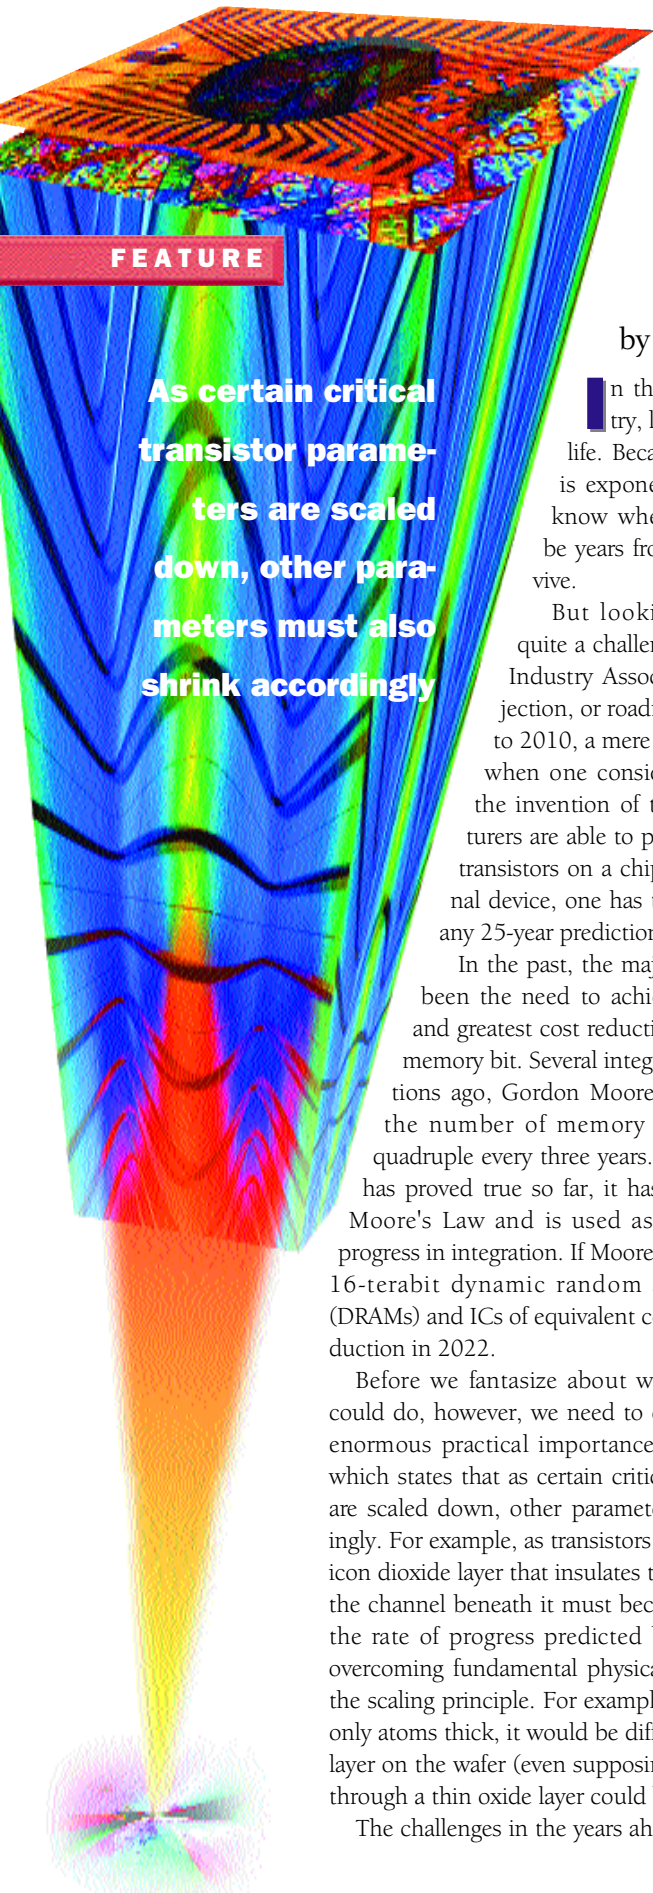 FEATURE
As certain critical
transistor parame-
ters are scaled
down, other para-
meters must also
shrink accordingly
by
In th
try, l
life. Beca
is expone
know whe
be years fro
vive.
But looki
quite a challen
Industry Assoc
jection, or road
to 2010, a mere
when one consid
the invention of t
turers are able to p
transistors on a chip
nal device, one has t
any 25-year prediction
In the past, the maj
been the need to achie
and greatest cost reducti
memory bit. Several integ
tions ago, Gordon Moore
the number of memory
quadruple every three years.
has proved true so far, it has
Moore's Law and is used as
progress in integration. If Moore
16-terabit dynamic random
(DRAMs) and ICs of equivalent c
duction in 2022.
Before we fantasize about w
could do, however, we need to
enormous practical importance
which states that as certain critic
are scaled down, other paramete
ingly. For example, as transistors
icon dioxide layer that insulates t
the channel beneath it must bec
the rate of progress predicted
overcoming fundamental physica
the scaling principle. For exampl
only atoms thick, it would be diff
layer on the wafer (even supposin
through a thin oxide layer could
The challenges in the years ah